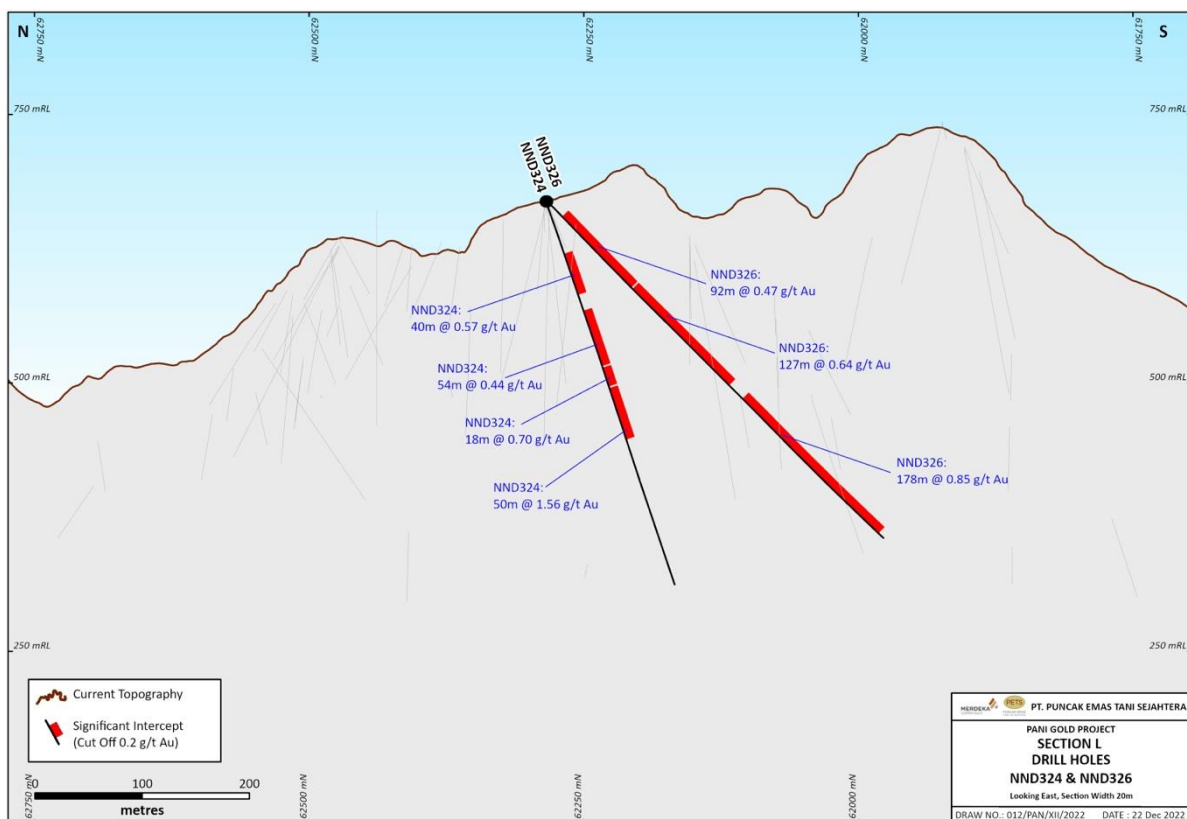 N
62750 mN
62500 mN
62250 mN
62000 mN
61750 mN
S
750 mRL
750 mRL
NND326
NND324
NND326:
92m @ 0.47 g/t Au
NND324:
40m @ 0.57 g/t Au
NND326:
127m @ 0.64 g/t Au
500 mRL
500 mRL
NND324:
54m @ 0.44 g/t Au
NND324:
18m @ 0.70 g/t Au
NND326:
178m @ 0.85 g/t Au
NND324:
50m @ 1.56 g/t Au
250 mRL
250 mRL
Current Topography
Significant Intercept
(Cut Off 0.2 g/t Au)
0 100 200
metres
62750 mN
62500 mN
62250 mN
62000 mN
MERDEKA
PETS
PT. PUNCAK EMAS TANI SEJAHTERA
PANI GOLD PROJECT
SECTION L
DRILL HOLES
NND324 & NND326
Looking East, Section Width 20m
DRAW NO.: 012/PAN/XII/2022 DATE : 22 Dec 2022